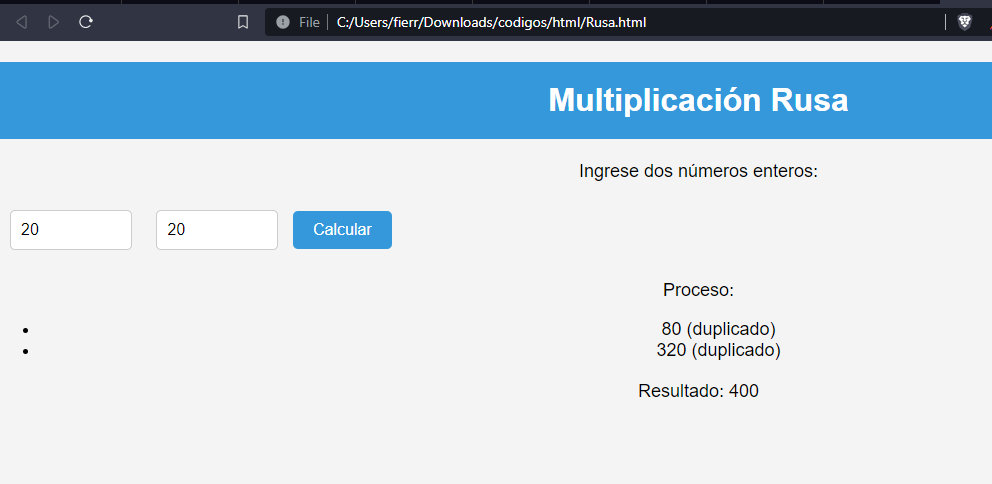 File C:/Users/fierr/Downloads/codigos/html/Rusa.html
Multiplicación Rusa
Ingrese dos números enteros:
20 20 Calcular
Proceso:
80 (duplicado)
320 (duplicado)
Resultado: 400